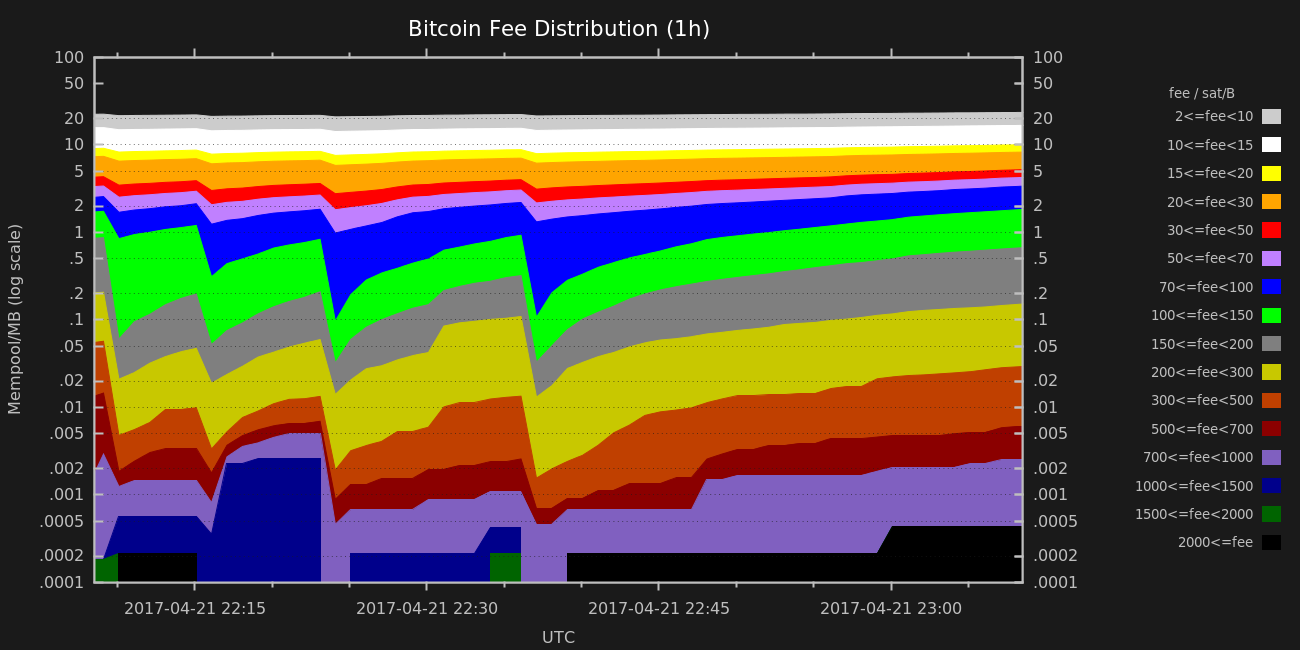 Bitcoin Fee Distribution (1h)
100
50
20
10
5
2
1
.5
.2
.1
.05
.02
.01
.005
.002
.001
.0005
.0002
.0001
Mempool/MB (log scale)
100
50
20
10
5
2
1
.5
.2
.1
.05
.02
.01
.005
.002
.001
.0005
.0002
.0001
2017-04-21 22:15
2017-04-21 22:30
2017-04-21 22:45
2017-04-21 23:00
UTC
fee / sat/B
2<=fee<10
10<=fee<15
15<=fee<20
20<=fee<30
30<=fee<50
50<=fee<70
70<=fee<100
100<=fee<150
150<=fee<200
200<=fee<300
300<=fee<500
500<=fee<700
700<=fee<1000
1000<=fee<1500
1500<=fee<2000
2000<=fee